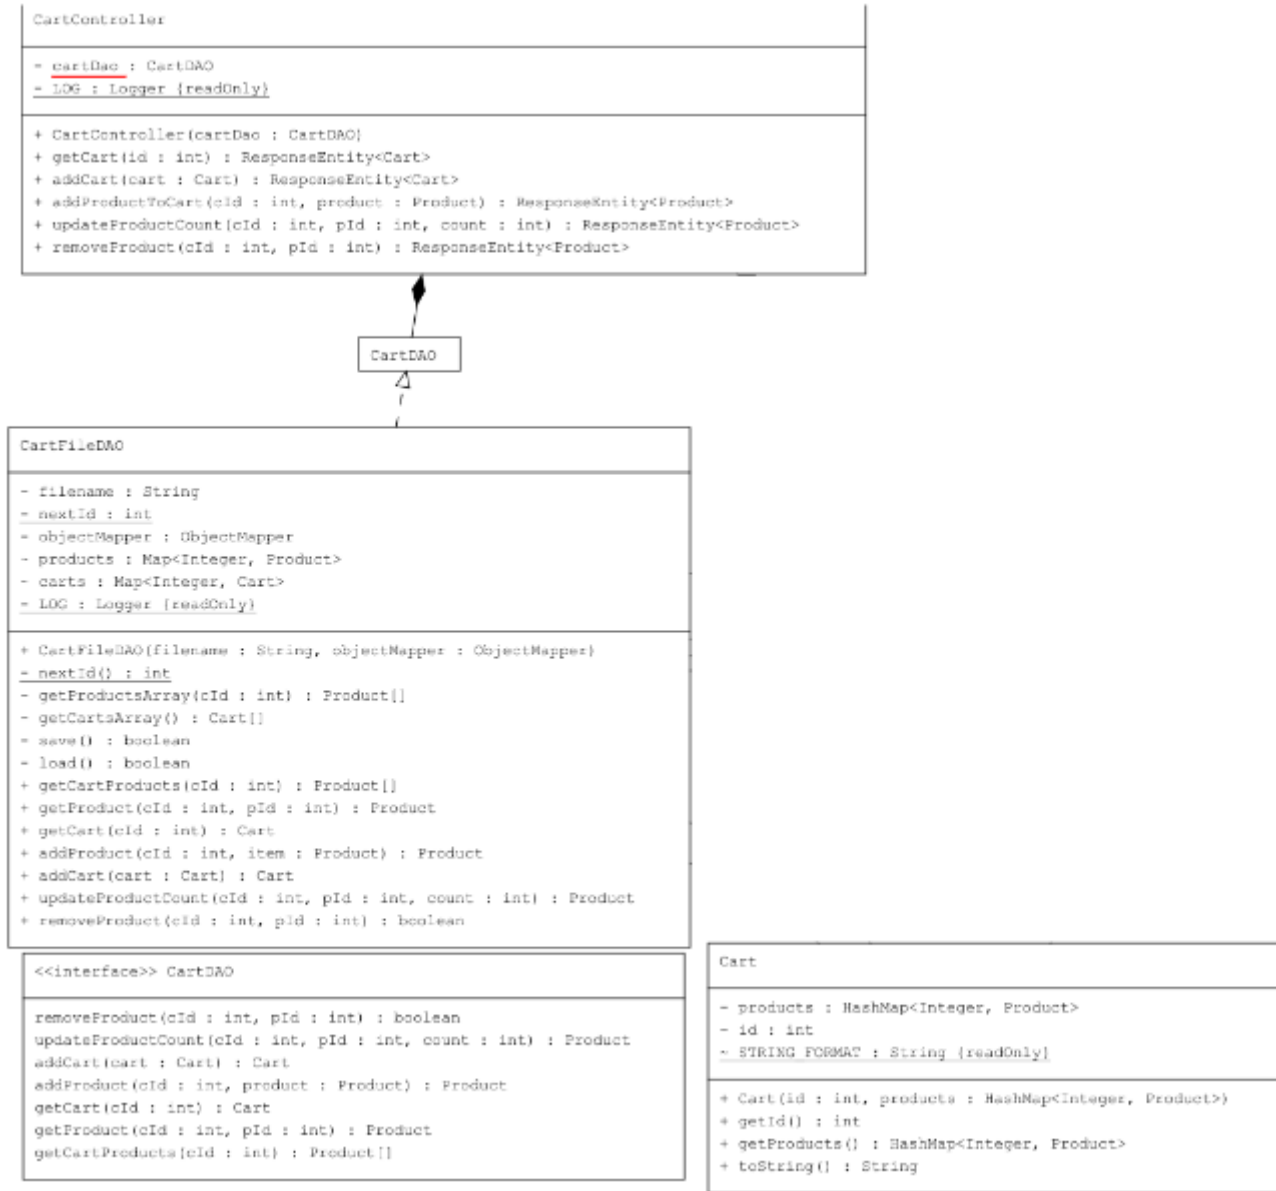 CartController
- cartDao : CartDAO
- LOG : Logger {readOnly}
+ CartController(cartDao : CartDAO)
+ getCart(id : int) : ResponseEntity<Cart>
+ addCart(cart : Cart) : ResponseEntity<Cart>
+ addProductToCart(cId : int, product : Product) : ResponseEntity<Product>
+ updateProductCount(cId : int, pId : int, count : int) : ResponseEntity<Product>
+ removeProduct(cId : int, pId : int) : ResponseEntity<Product>
CartDAO
CartFileDAO
- filename : String
- nextId : int
- objectMapper : ObjectMapper
- products : Map<Integer, Product>
- carts : Map<Integer, Cart>
- LOG : Logger {readOnly}
+ CartFileDAO(filename : String, objectMapper : ObjectMapper)
- nextId() : int
- getProductsArray(cId : int) : Product[]
- getCartsArray() : Cart[]
- save() : boolean
- load() : boolean
+ getCartProducts(cId : int) : Product[]
+ getProduct(cId : int, pId : int) : Product
+ getCart(cId : int) : Cart
+ addProduct(cId : int, item : Product) : Product
+ addCart(cart : Cart) : Cart
+ updateProductCount(cId : int, pId : int, count : int) : Product
+ removeProduct(cId : int, pId : int) : boolean
<<interface>> CartDAO
removeProduct(cId : int, pId : int) : boolean
updateProductCount(cId : int, pId : int, count : int) : Product
addCart(cart : Cart) : Cart
addProduct(cId : int, product : Product) : Product
getCart(cId : int) : Cart
getProduct(cId : int, pId : int) : Product
getCartProducts(cId : int) : Product[]
Cart
- products : HashMap<Integer, Product>
- id : int
~ STRING_FORMAT : String {readOnly}
+ Cart(id : int, products : HashMap<Integer, Product>)
+ getId() : int
+ getProducts() : HashMap<Integer, Product>
+ toString() : String